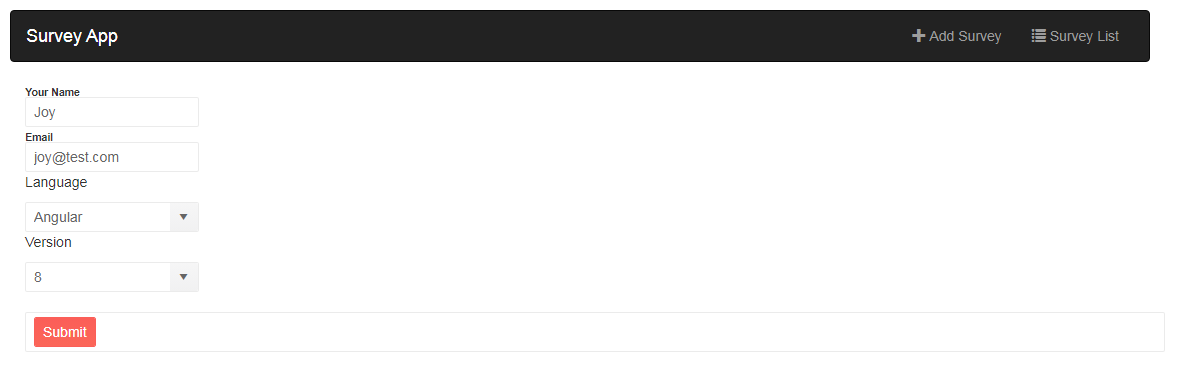 Survey App
Add Survey
Survey List
Your Name
Joy
Email
joy@test.com
Language
Angular
Version
8
Submit